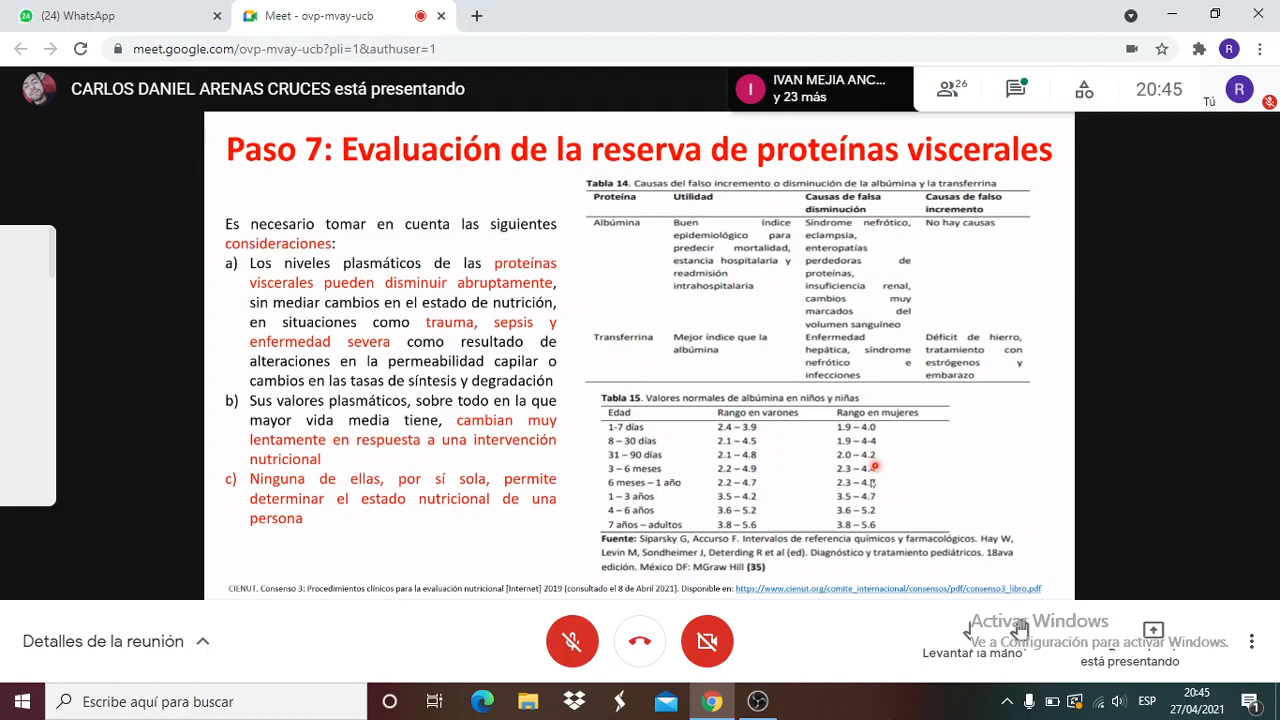 (24) WhatsApp
Meet - ovp-mvay-ucb
meet.google.com/ovp-mvay-ucb?pli=1&authuser=1
R
CARLOS DANIEL ARENAS CRUCES está presentando
I
IVAN MEJIA ANC...
y 23 más
26
20:45
Tú
R
Paso 7: Evaluación de la reserva de proteínas viscerales
Es necesario tomar en cuenta las siguientes
consideraciones:
a) Los niveles plasmáticos de las proteínas
viscerales pueden disminuir abruptamente,
sin mediar cambios en el estado de nutrición,
en situaciones como trauma, sepsis y
enfermedad severa como resultado de
alteraciones en la permeabilidad capilar o
cambios en las tasas de síntesis y degradación
b) Sus valores plasmáticos, sobre todo en la que
mayor vida media tiene, cambian muy
lentamente en respuesta a una intervención
nutricional
c) Ninguna de ellas, por sí sola, permite
determinar el estado nutricional de una
persona
Tabla 14. Causas del falso incremento o disminución de la albúmina y la transferrina
Proteína Utilidad Causas de falsa Causas de falso
disminución incremento
Albúmina Buen índice Síndrome nefrótico, No hay causas
epidemiológico para eclampsia,
predecir mortalidad, enteropatías
estancia hospitalaria y perdedoras de
readmisión proteínas,
intrahospitalaria insuficiencia renal,
cambios muy
marcados del
volumen sanguíneo
Transferrina Mejor índice que la Enfermedad Déficit de hierro,
albúmina hepática, síndrome tratamiento con
nefrótico e estrógenos y
infecciones embarazo
Tabla 15. Valores normales de albúmina en niños y niñas
Edad Rango en varones Rango en mujeres
1-7 días 2.4 – 3.9 1.9 – 4.0
8 – 30 días 2.1 – 4.5 1.9 – 4-4
31 – 90 días 2.1 – 4.8 2.0 – 4.2
3 – 6 meses 2.2 – 4.9 2.3 –
6 meses – 1 año 2.2 – 4.7 2.3 –
1 – 3 años 3.5 – 4.2 3.5 – 4.7
4 – 6 años 3.6 – 5.2 3.6 – 5.2
7 años – adultos 3.8 – 5.6 3.8 – 5.6
Fuente: Siparsky G, Accurso F. Intervalos de referencia químicos y farmacológicos. Hay W,
Levin M, Sondheimer J, Deterding R et al (ed). Diagnóstico y tratamiento pediátricos. 18ava
edición. México DF: MGraw Hill (35)
CIENUT. Consenso 3: Procedimientos clínicos para la evaluación nutricional [Internet] 2019 (consultado el 8 de Abril 2021]. Disponible en: https://www.cienut.org/comite_internacional/consensos/pdf/consenso3_libro.pdf
Detalles de la reunión
Levantar la mano
está presentando
Activar Windows
Ve a Configuración para activar Windows.
Escribe aquí para buscar
ESP
20:45
27/04/2021
1